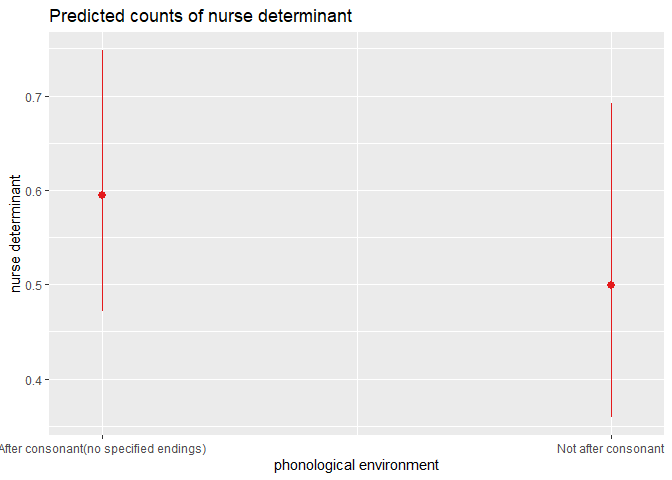 Predicted counts of nurse determinant
nurse determinant
0.7
0.6
0.5
0.4
After consonant(no specified endings)
Not after consonant
phonological environment